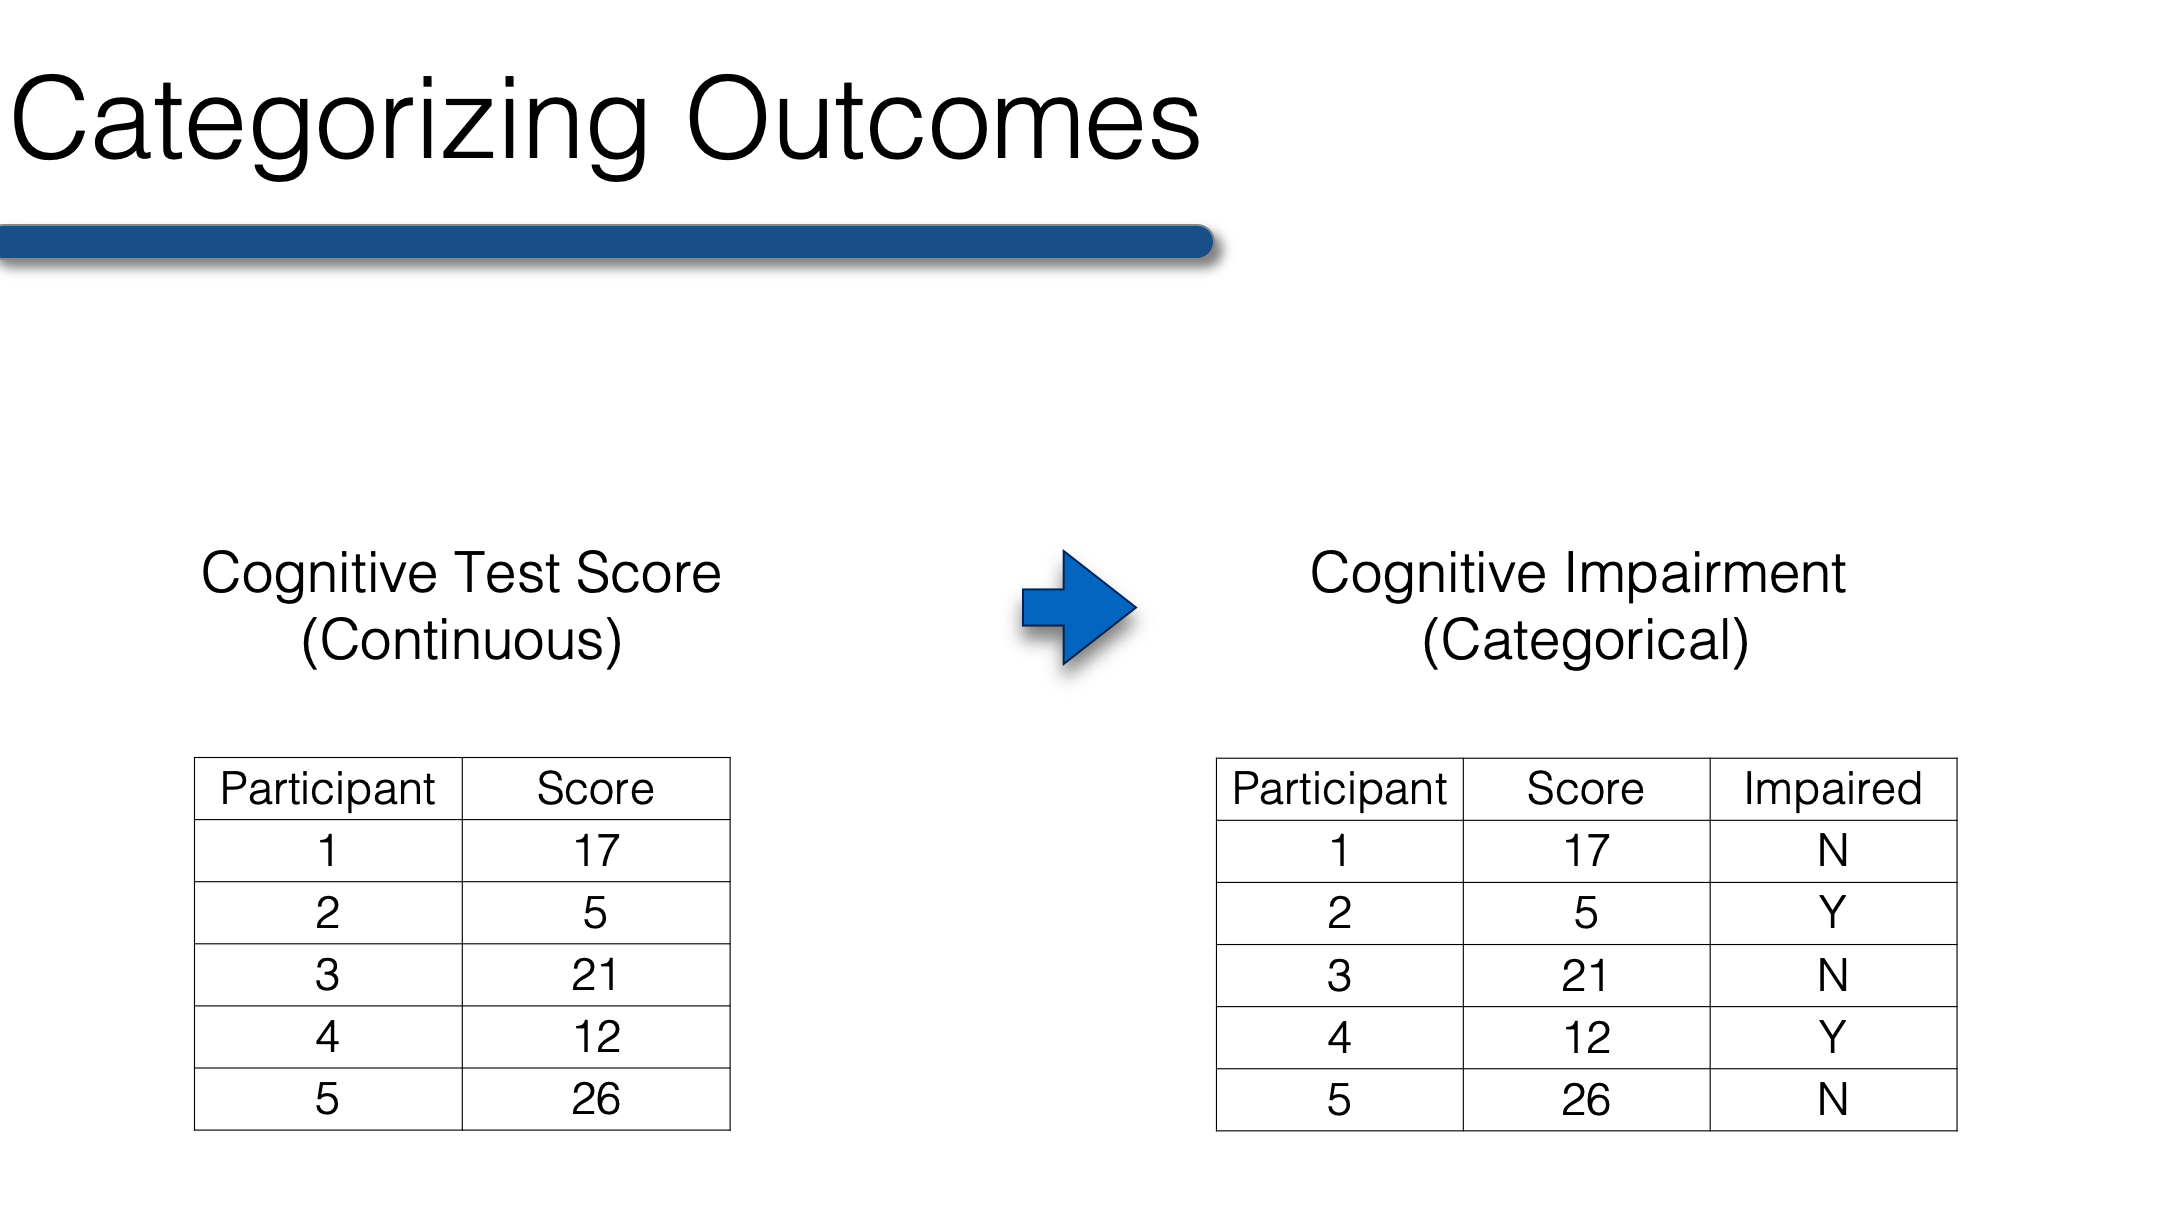 Categorizing Outcomes
Cognitive Test Score
(Continuous)
Participant Score
1 17
2 5
3 21
4 12
5 26
Cognitive Impairment
(Categorical)
Participant Score Impaired
1 17 N
2 5 Y
3 21 N
4 12 Y
5 26 N